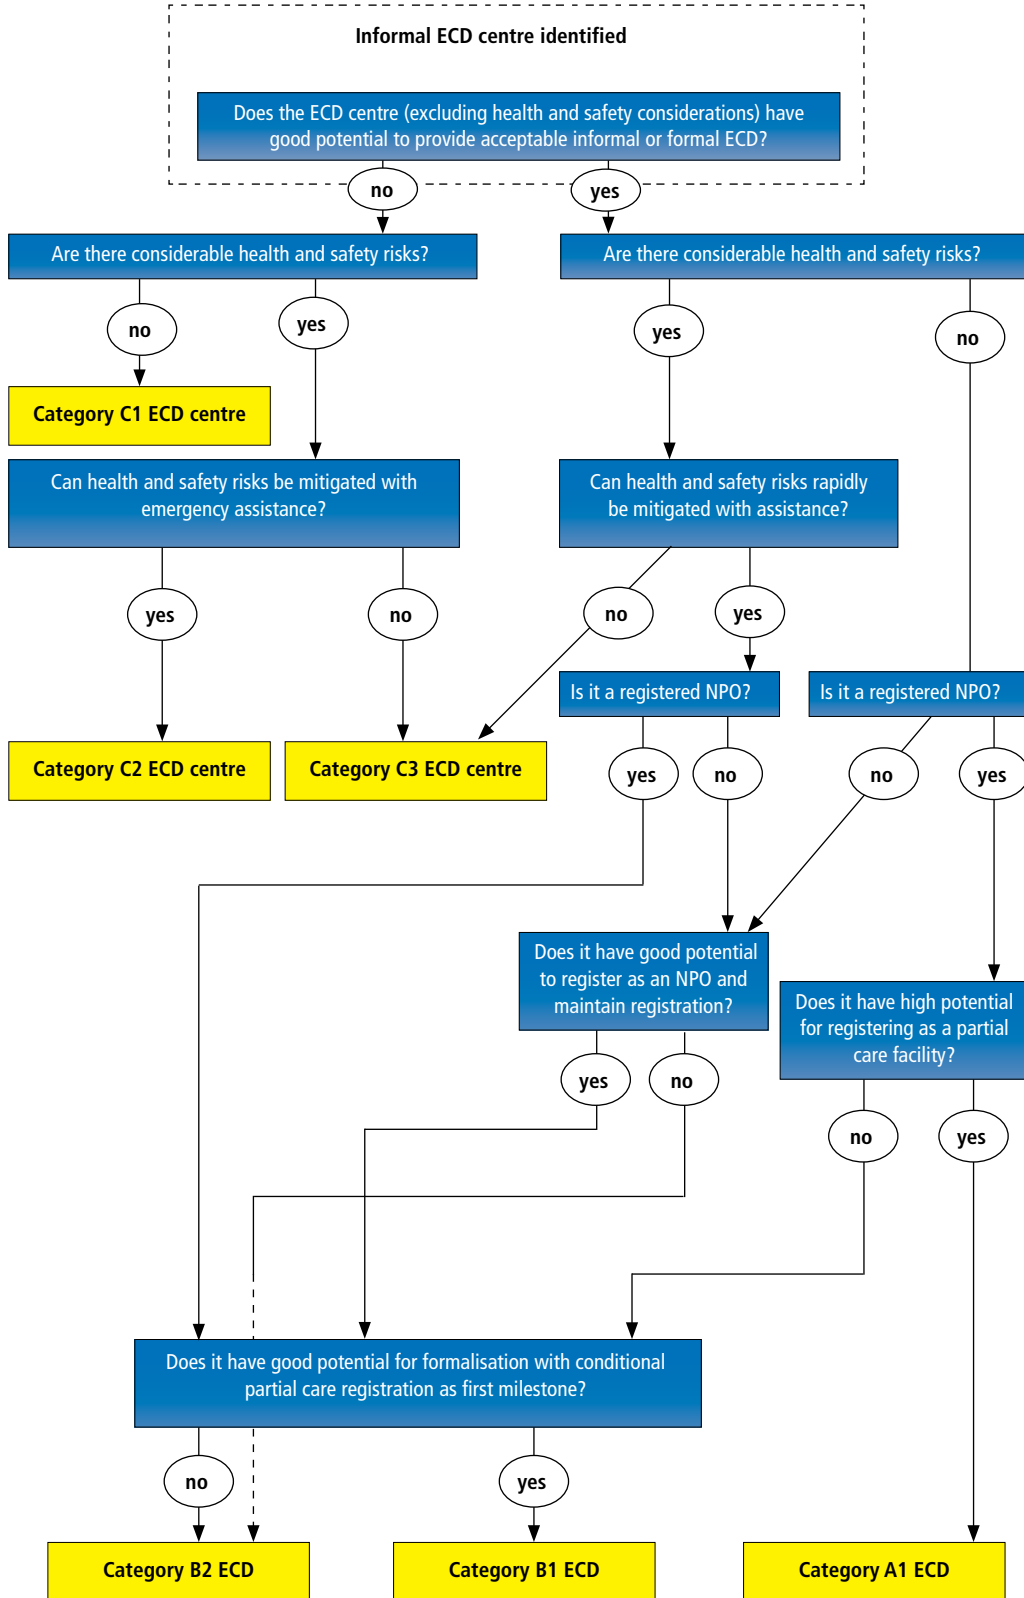 Informal ECD centre identified
Does the ECD centre (excluding health and safety considerations) have
good potential to provide acceptable informal or formal ECD?
no
yes
Are there considerable health and safety risks?
Are there considerable health and safety risks?
no
yes
yes
no
Category C1 ECD centre
Can health and safety risks be mitigated with
emergency assistance?
Can health and safety risks rapidly
be mitigated with assistance?
yes
no
no
yes
Is it a registered NPO?
Is it a registered NPO?
Category C2 ECD centre
Category C3 ECD centre
yes
no
no
yes
Does it have good potential
to register as an NPO and
maintain registration?
Does it have high potential
for registering as a partial
care facility?
yes
no
no
yes
Does it have good potential for formalisation with conditional
partial care registration as first milestone?
no
yes
Category B2 ECD
Category B1 ECD
Category A1 ECD